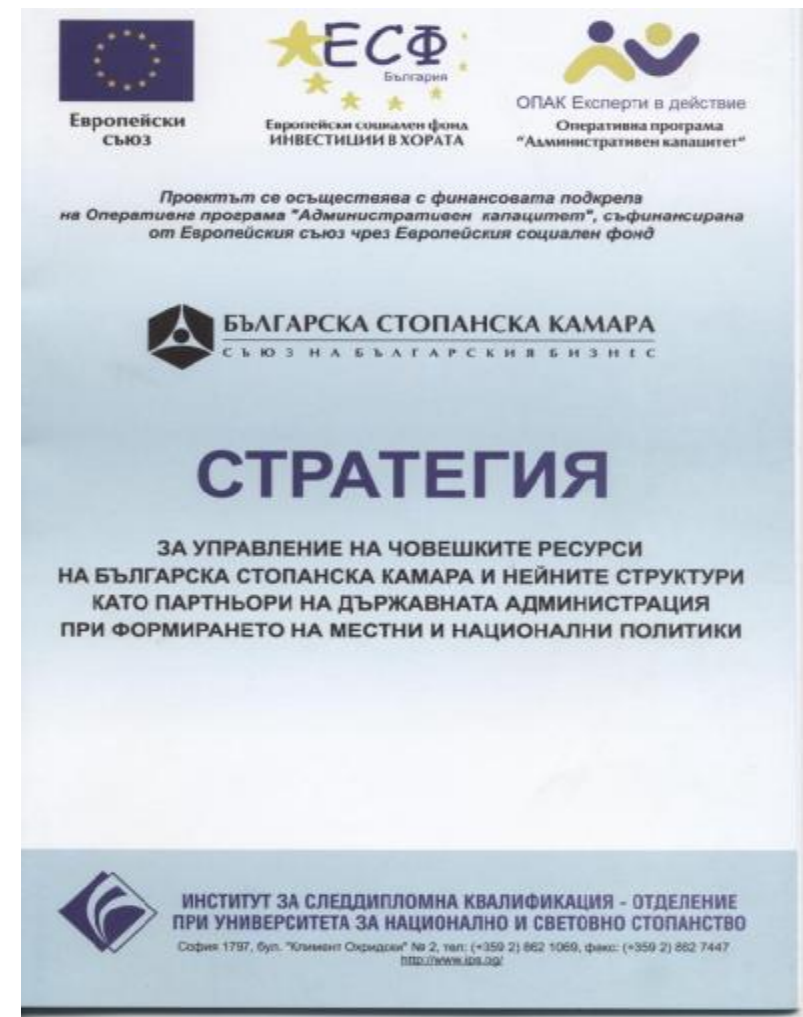 Европейски
съюз
ЕСФ
България
Европейски социален фонд
ИНВЕСТИЦИИ В ХОРАТА
ОПАК Експерти в действие
Оперативна програма
"Административен капацитет"
Проектът се осъществява с финансовата подкрепа
на Оперативна програма "Административен капацитет", съфинансирана
от Европейския съюз чрез Европейския социален фонд
БЪЛГАРСКА СТОПАНСКА КАМАРА
СЪЮЗ НА БЪЛГАРСКИЯ БИЗНЕС
СТРАТЕГИЯ
ЗА УПРАВЛЕНИЕ НА ЧОВЕШКИТЕ РЕСУРСИ
НА БЪЛГАРСКА СТОПАНСКА КАМАРА И НЕЙНИТЕ СТРУКТУРИ
КАТО ПАРТНЬОРИ НА ДЪРЖАВНАТА АДМИНИСТРАЦИЯ
ПРИ ФОРМИРАНЕТО НА МЕСТНИ И НАЦИОНАЛНИ ПОЛИТИКИ
ИНСТИТУТ ЗА СЛЕДДИПЛОМНА КВАЛИФИКАЦИЯ - ОТДЕЛЕНИЕ
ПРИ УНИВЕРСИТЕТА ЗА НАЦИОНАЛНО И СВЕТОВНО СТОПАНСТВО
София 1797, бул. "Климент Охридски" № 2, тел: (+359 2) 862 1069, факс: (+359 2) 862 7447